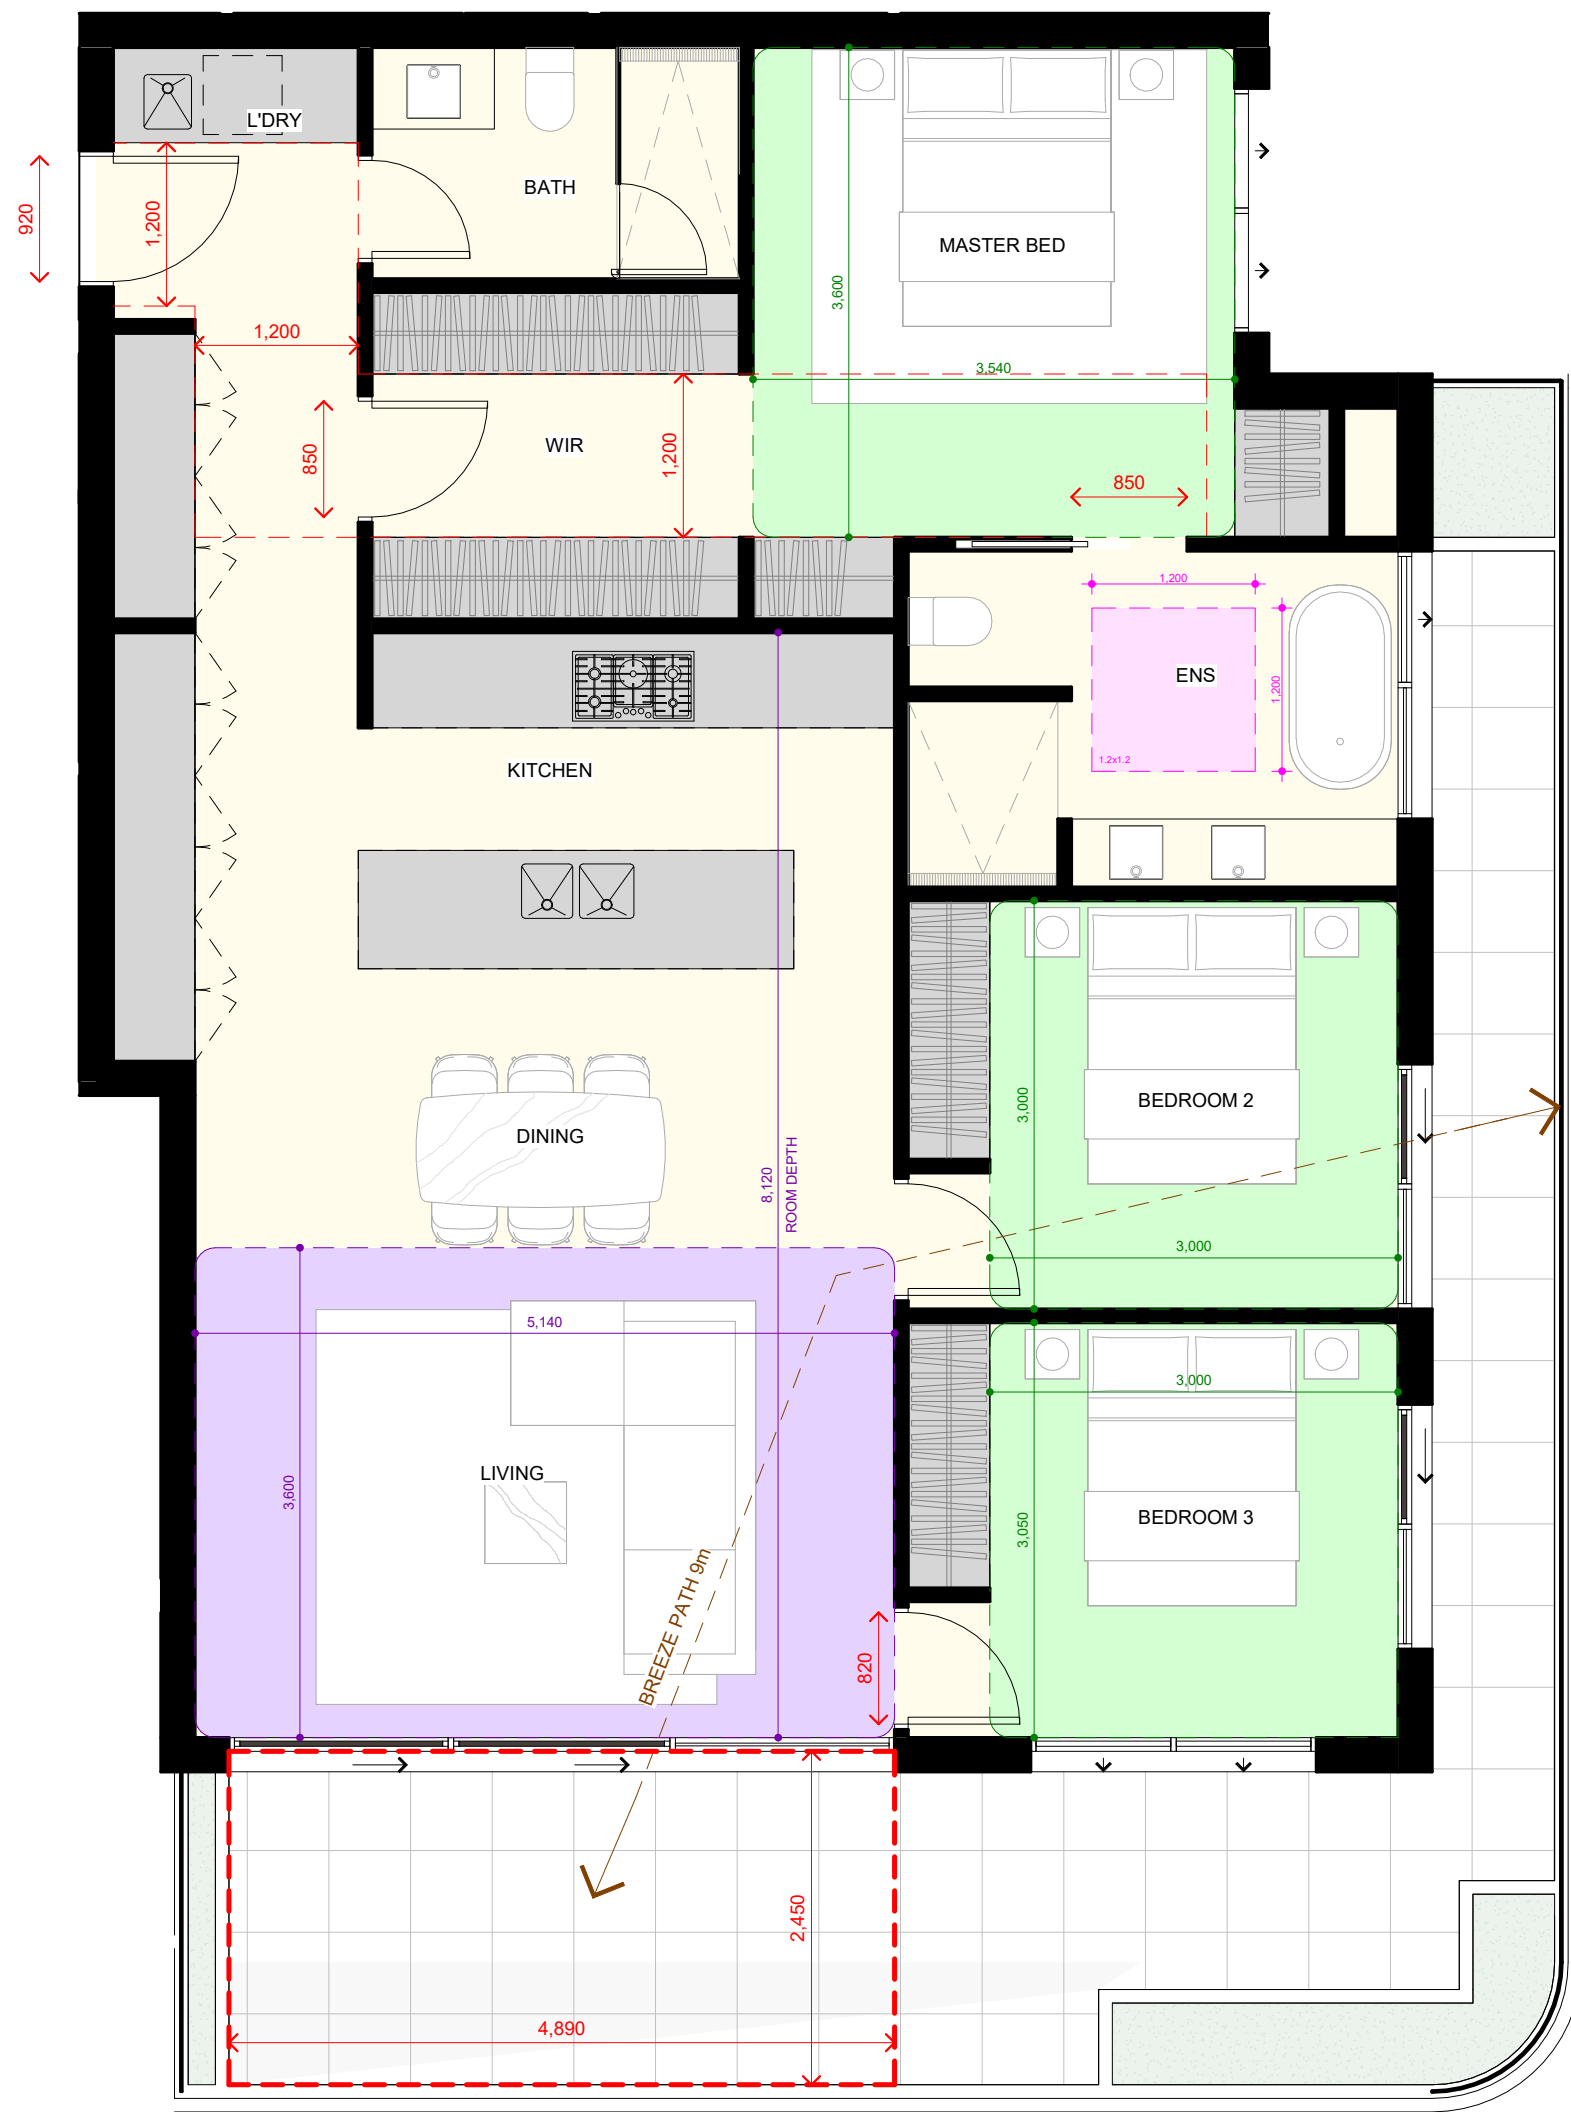 L'DRY
920
1,200
BATH
MASTER BED
3,600
1,200
3,540
850
WIR
1,200
850
1,200
ENS
1,200
1.2x1.2
KITCHEN
DINING
8,120
ROOM DEPTH
BEDROOM 2
3,000
3,000
5,140
3,600
LIVING
BREEZE PATH 9m
3,000
3,050
BEDROOM 3
820
2,450
4,890